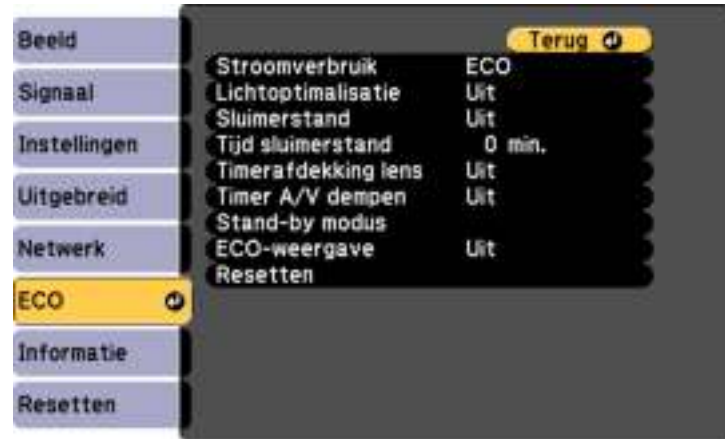 Beeld
Signaal
Instellingen
Uitgebreid
Netwerk
ECO
Informatie
Resetten
Terug
Stroomverbruik ECO
Lichtoptimalisatie Uit
Sluimerstand Uit
Tijd sluimerstand 0 min.
Timerafdekking lens Uit
Timer A/V dempen Uit
Stand-by modus
ECO-weergave Uit
Resetten